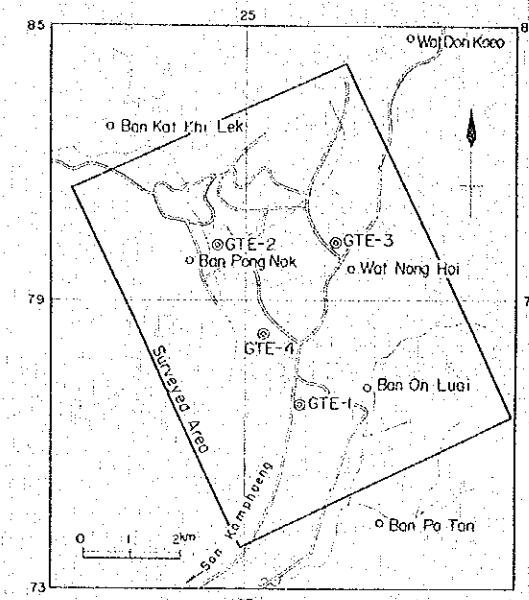 25
85
8
Wat Don Kaeo
Ban Kat Khi Lek
GTE-2
GTE-3
Ban Pong Nok
Wat Nong Hoi
79
7
GTE-4
Surveyed Area
Ban On Luai
GTE-1
San Kamphaeng
Ban Pa Tan
0 1 2km
73